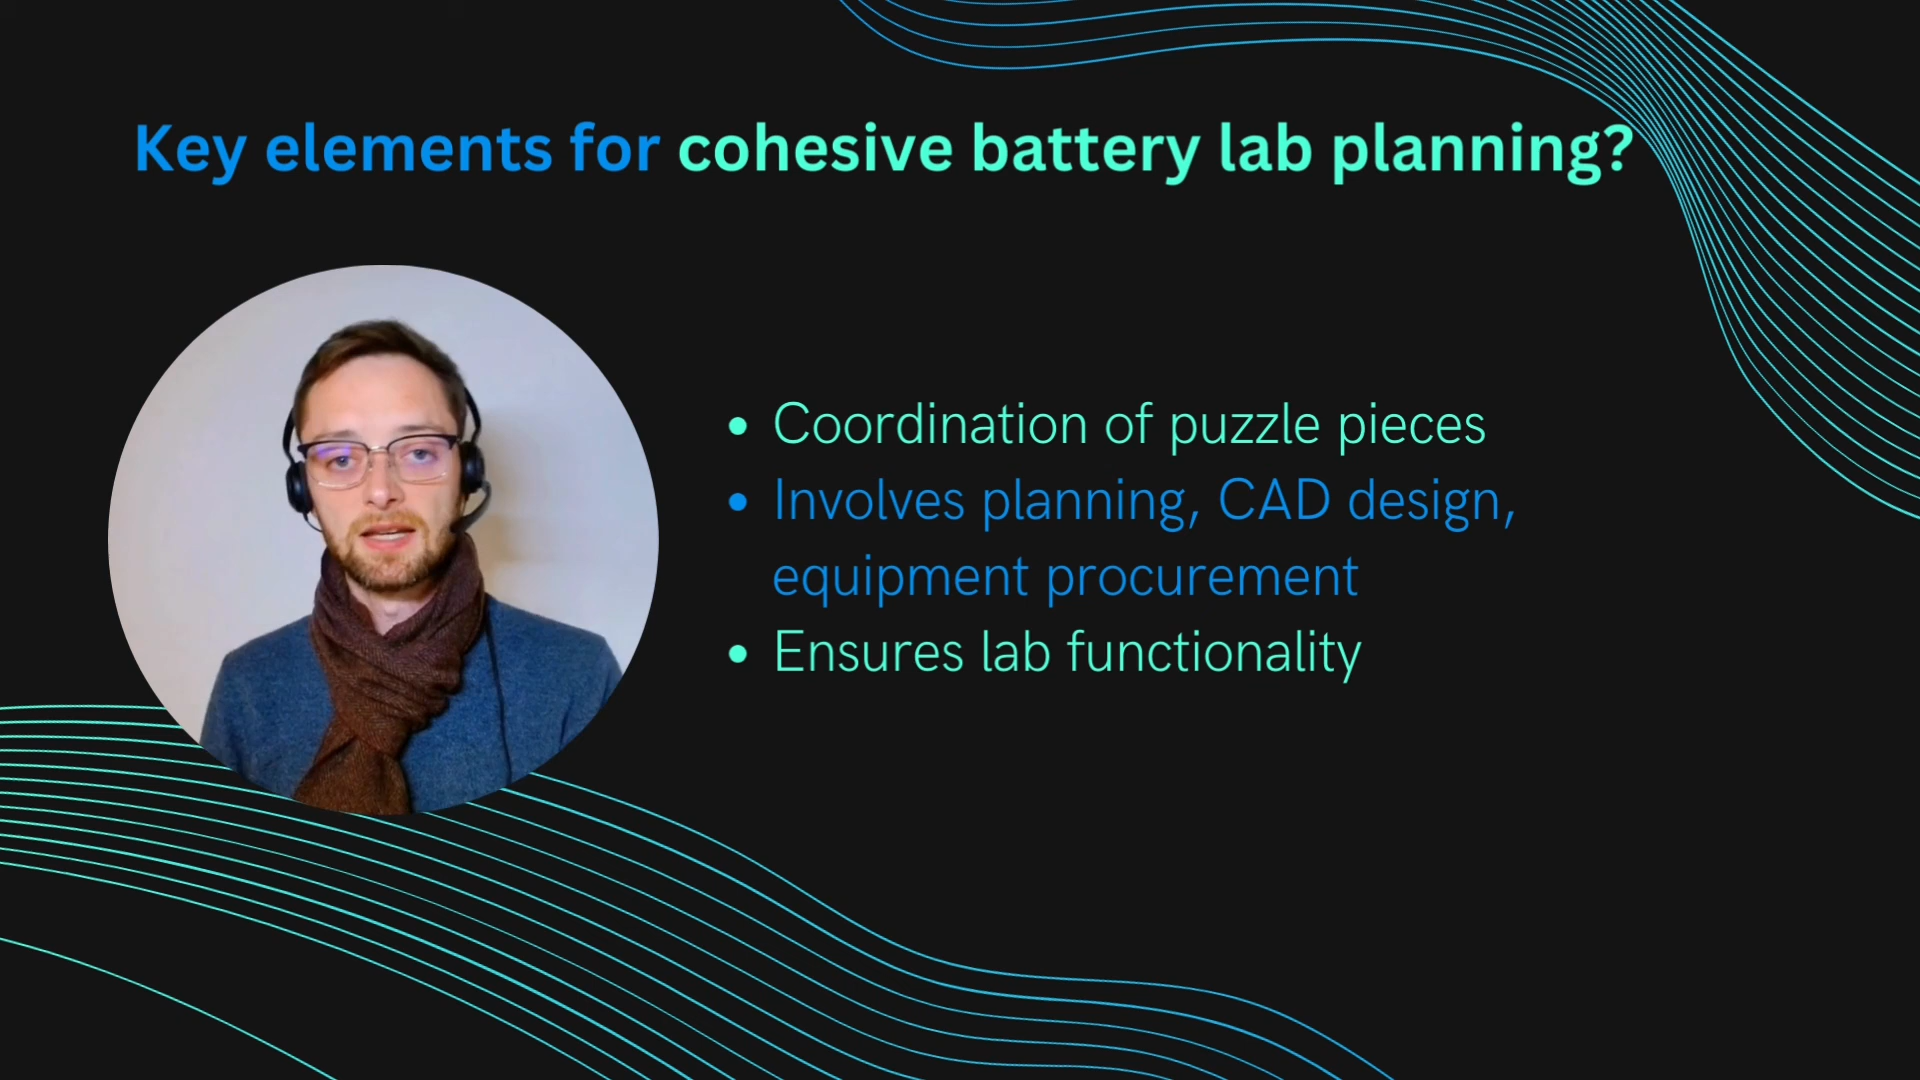 Key elements for cohesive battery lab planning?
• Coordination of puzzle pieces
• Involves planning, CAD design,
equipment procurement
• Ensures lab functionality